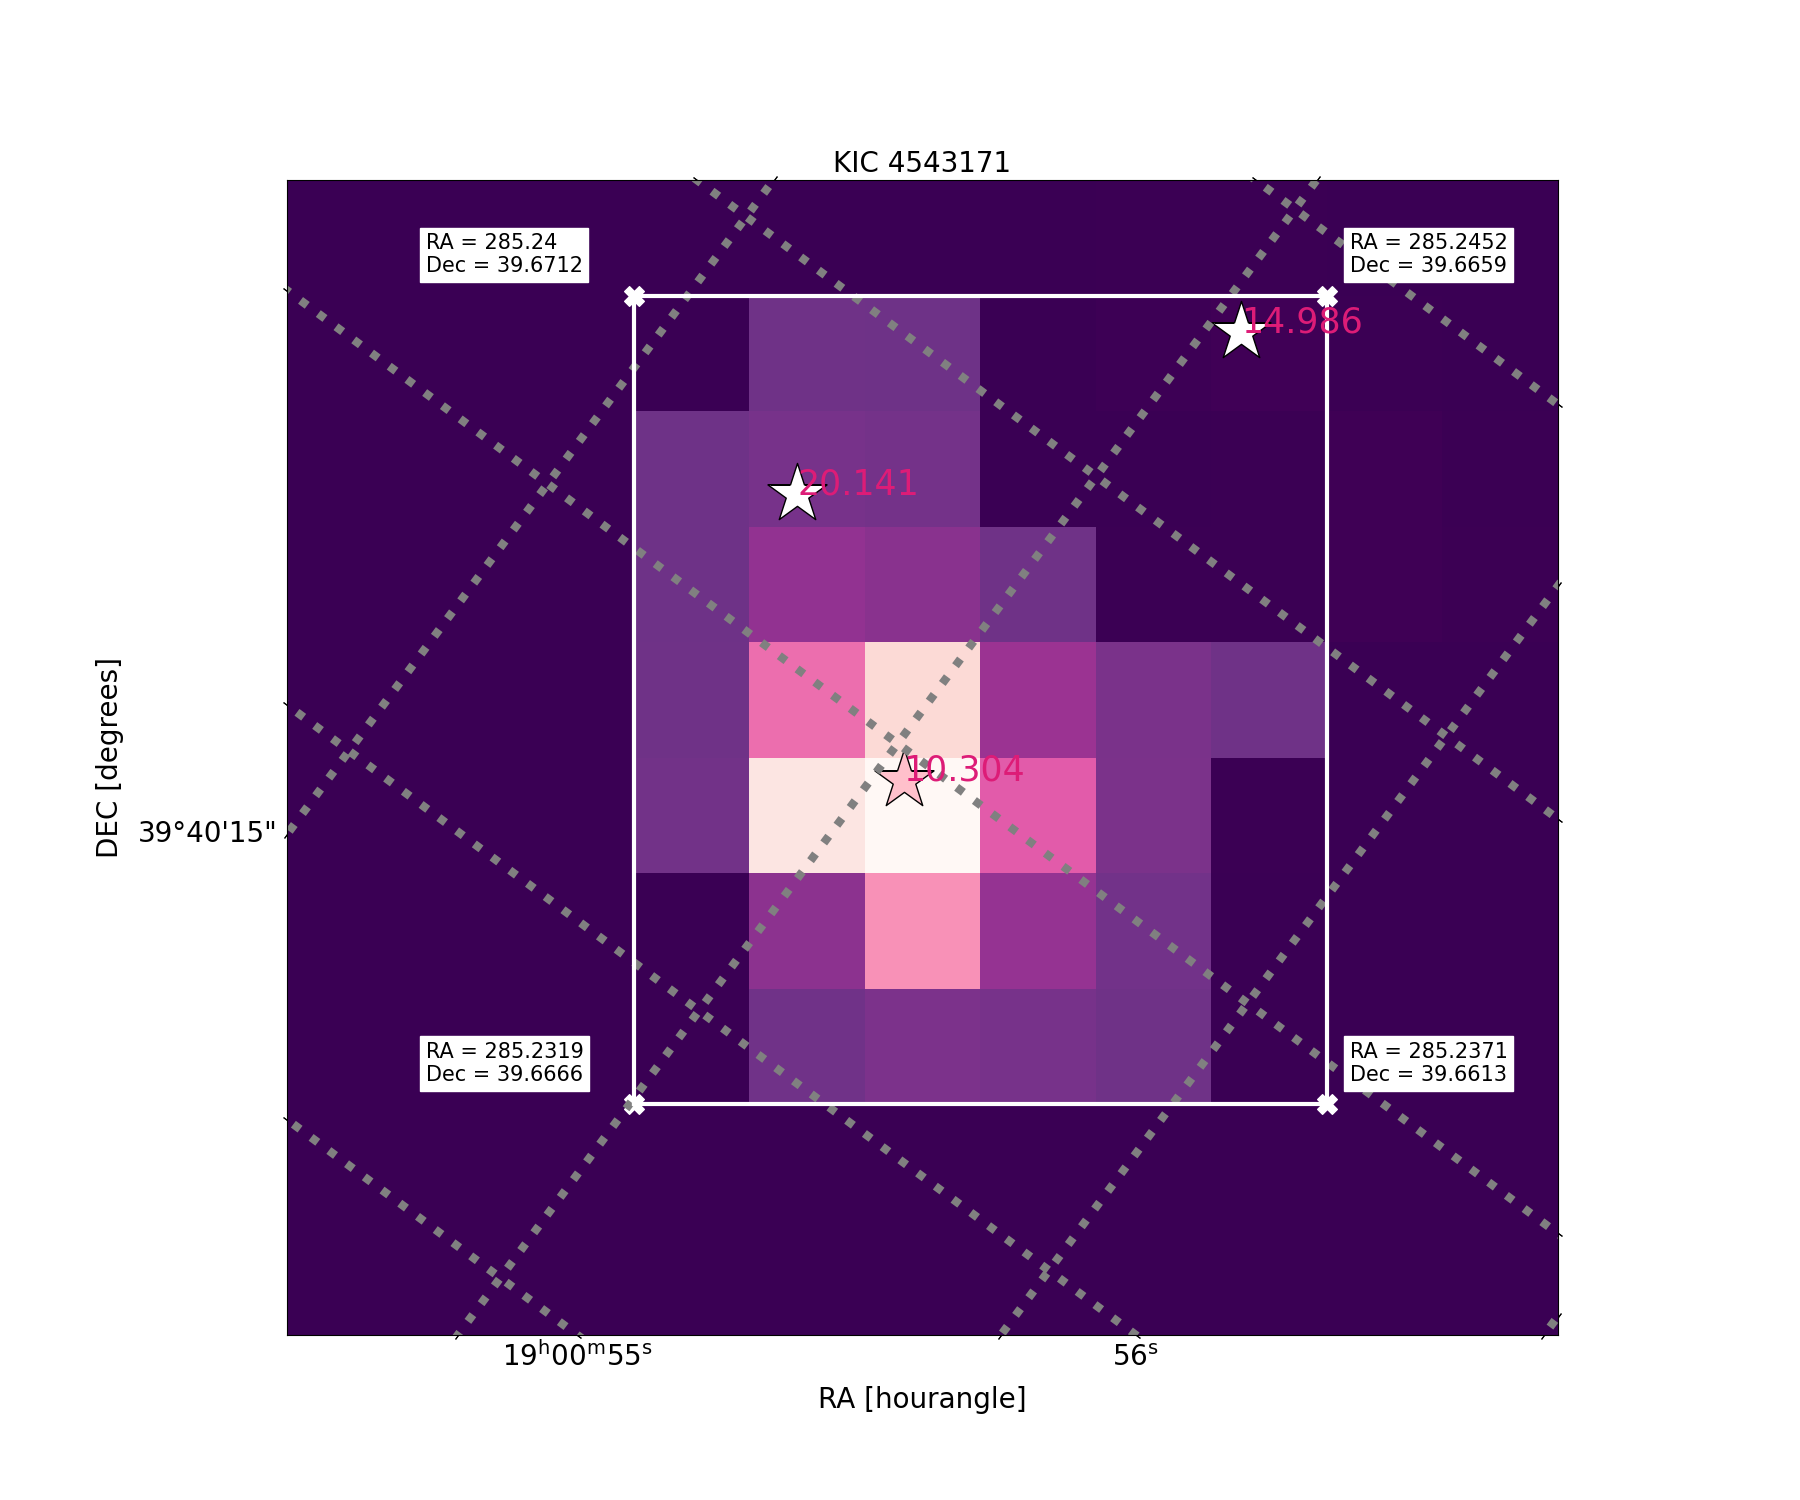 KIC 4543171
RA = 285.24
Dec = 39.6712
RA = 285.2452
Dec = 39.6659
14.986
20.141
10.304
DEC [degrees]
39°40'15"
RA = 285.2319
Dec = 39.6666
RA = 285.2371
Dec = 39.6613
19ʰ00ᵐ55ˢ
56ˢ
RA [hourangle]